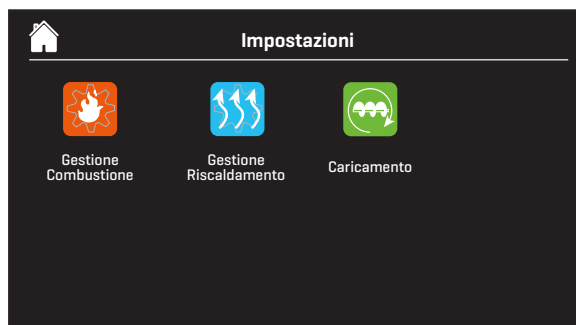 Impostazioni
Gestione
Combustione
Gestione
Riscaldamento
Caricamento